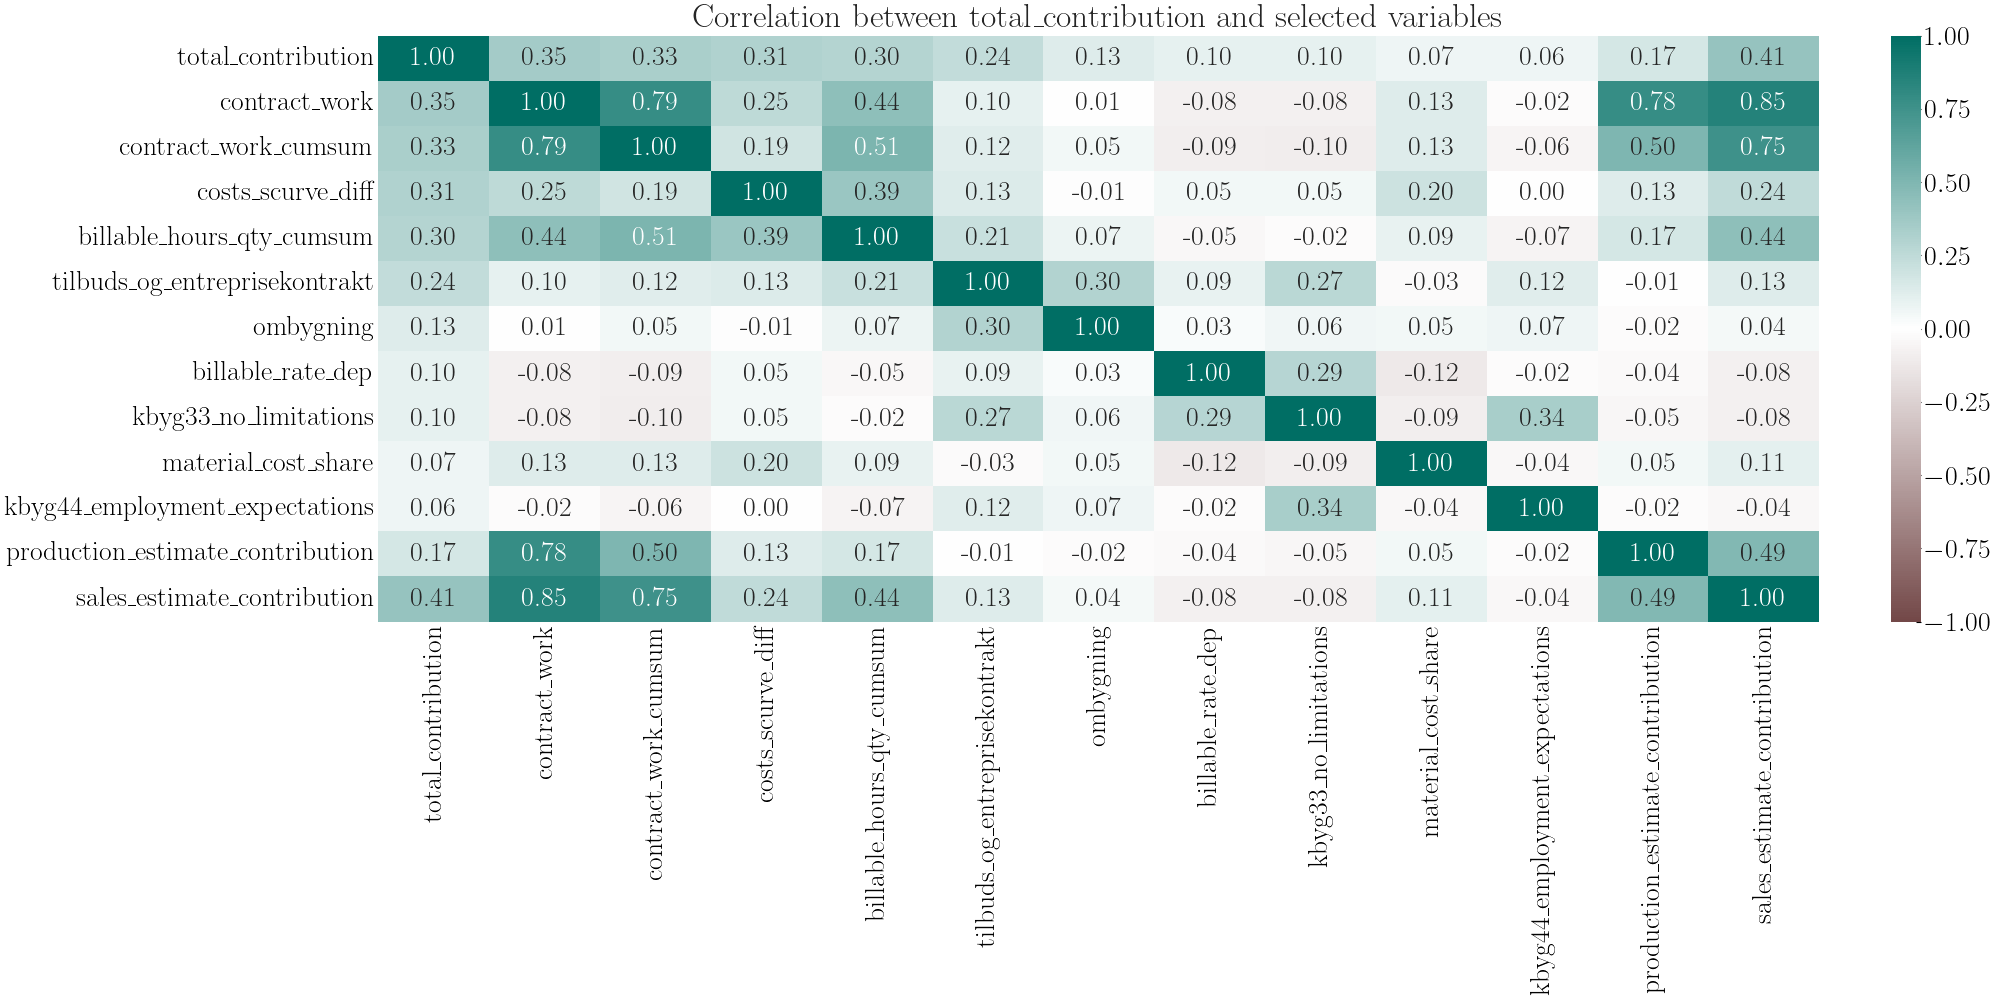 Correlation between total_contribution and selected variables
total_contribution 1.00 0.35 0.33 0.31 0.30 0.24 0.13 0.10 0.10 0.07 0.06 0.17 0.41
contract_work 0.35 1.00 0.79 0.25 0.44 0.10 0.01 -0.08 -0.08 0.13 -0.02 0.78 0.85
contract_work_cumsum 0.33 0.79 1.00 0.19 0.51 0.12 0.05 -0.09 -0.10 0.13 -0.06 0.50 0.75
costs_scurve_diff 0.31 0.25 0.19 1.00 0.39 0.13 -0.01 0.05 0.05 0.20 0.00 0.13 0.24
billable_hours_qty_cumsum 0.30 0.44 0.51 0.39 1.00 0.21 0.07 -0.05 -0.02 0.09 -0.07 0.17 0.44
tilbuds_og_entreprisekontrakt 0.24 0.10 0.12 0.13 0.21 1.00 0.30 0.09 0.27 -0.03 0.12 -0.01 0.13
ombygning 0.13 0.01 0.05 -0.01 0.07 0.30 1.00 0.03 0.06 0.05 0.07 -0.02 0.04
billable_rate_dep 0.10 -0.08 -0.09 0.05 -0.05 0.09 0.03 1.00 0.29 -0.12 -0.02 -0.04 -0.08
kbyg33_no_limitations 0.10 -0.08 -0.10 0.05 -0.02 0.27 0.06 0.29 1.00 -0.09 0.34 -0.05 -0.08
material_cost_share 0.07 0.13 0.13 0.20 0.09 -0.03 0.05 -0.12 -0.09 1.00 -0.04 0.05 0.11
kbyg44_employment_expectations 0.06 -0.02 -0.06 0.00 -0.07 0.12 0.07 -0.02 0.34 -0.04 1.00 -0.02 -0.04
production_estimate_contribution 0.17 0.78 0.50 0.13 0.17 -0.01 -0.02 -0.04 -0.05 0.05 -0.02 1.00 0.49
sales_estimate_contribution 0.41 0.85 0.75 0.24 0.44 0.13 0.04 -0.08 -0.08 0.11 -0.04 0.49 1.00
total_contribution
contract_work
contract_work_cumsum
costs_scurve_diff
billable_hours_qty_cumsum
tilbuds_og_entreprisekontrakt
ombygning
billable_rate_dep
kbyg33_no_limitations
material_cost_share
kbyg44_employment_expectations
production_estimate_contribution
sales_estimate_contribution
1.00
0.75
0.50
0.25
0.00
−0.25
−0.50
−0.75
−1.00